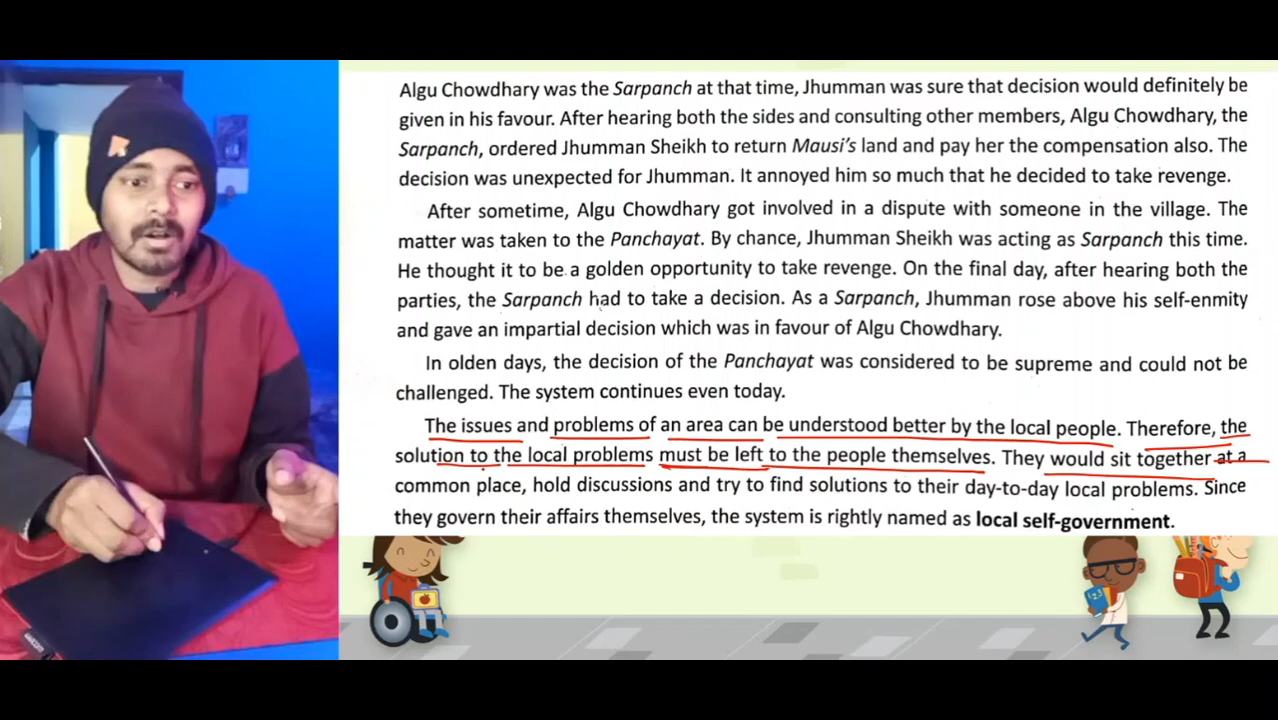 Algu Chowdhary was the Sarpanch at that time, Jhumman was sure that decision would definitely be
given in his favour. After hearing both the sides and consulting other members, Algu Chowdhary, the
Sarpanch, ordered Jhumman Sheikh to return Mausi's land and pay her the compensation also. The
decision was unexpected for Jhumman. It annoyed him so much that he decided to take revenge.
After sometime, Algu Chowdhary got involved in a dispute with someone in the village. The
matter was taken to the Panchayat. By chance, Jhumman Sheikh was acting as Sarpanch this time.
He thought it to be a golden opportunity to take revenge. On the final day, after hearing both the
parties, the Sarpanch had to take a decision. As a Sarpanch, Jhumman rose above his self-enmity
and gave an impartial decision which was in favour of Algu Chowdhary.
In olden days, the decision of the Panchayat was considered to be supreme and could not be
challenged. The system continues even today.
The issues and problems of an area can be understood better by the local people. Therefore, the
solution to the local problems must be left to the people themselves. They would sit together at a
common place, hold discussions and try to find solutions to their day-to-day local problems. Since
they govern their affairs themselves, the system is rightly named as local self-government.
123
wacom